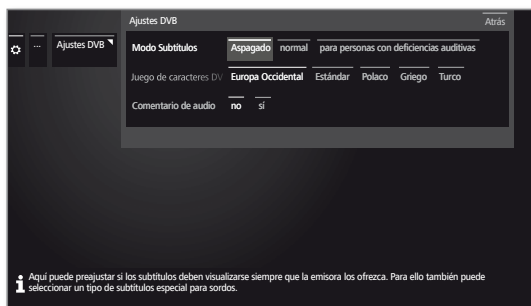 Ajustes DVB Atrás
... Ajustes DVB
Modo Subtítulos Aspagado normal para personas con deficiencias auditivas
Juego de caracteres DV Europa Occidental Estándar Polaco Griego Turco
Comentario de audio no sí
Aquí puede preajustar si los subtítulos deben visualizarse siempre que la emisora los ofrezca. Para ello también puede
seleccionar un tipo de subtítulos especial para sordos.